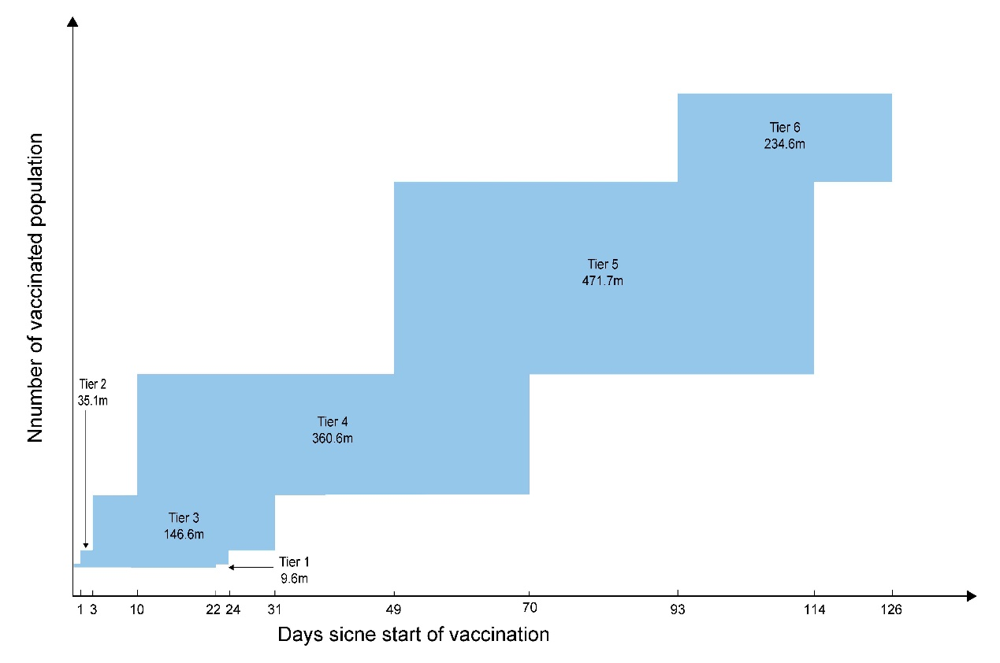 Nnumber of vaccinated population
Tier 6
234.6m
Tier 5
471.7m
Tier 2
35.1m
Tier 4
360.6m
Tier 3
146.6m
Tier 1
9.6m
1 3 10 22 24 31 49 70 93 114 126
Days sicne start of vaccination